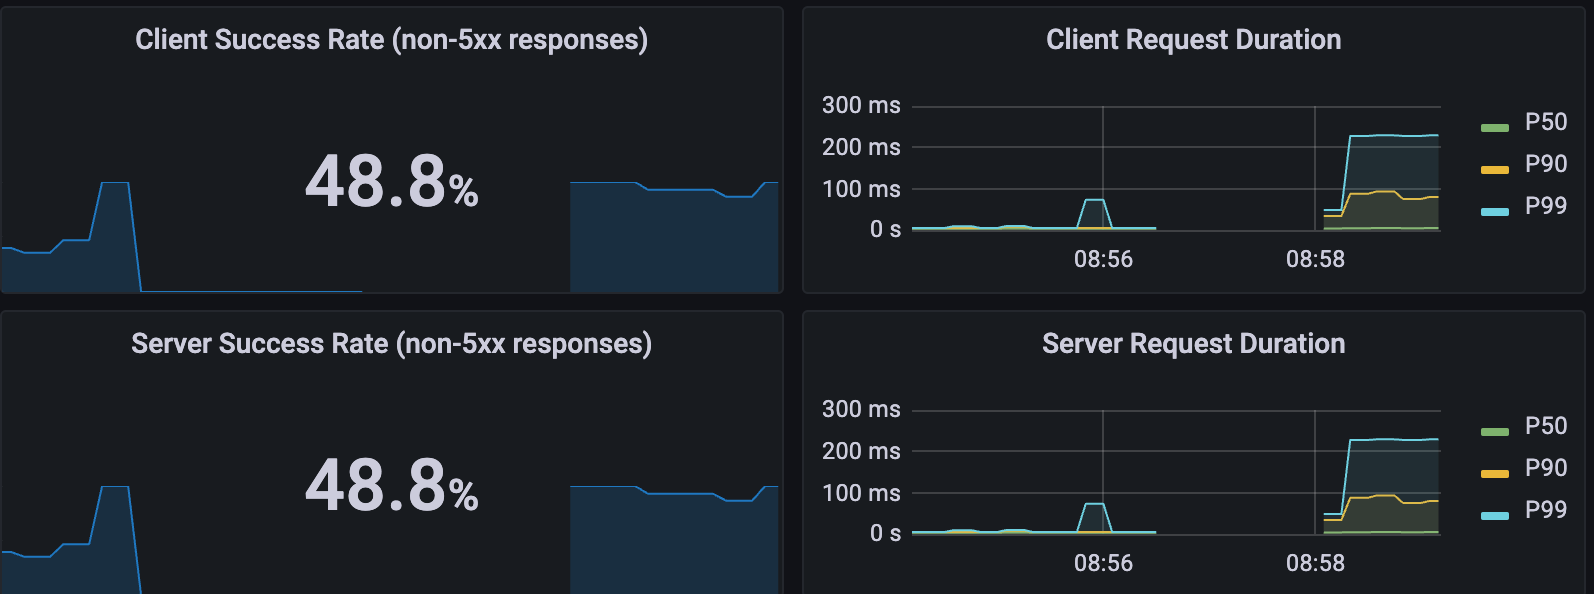 Client Success Rate (non-5xx responses)
48.8%
Client Request Duration
300 ms
200 ms
100 ms
0 s
08:56 08:58
P50
P90
P99
Server Success Rate (non-5xx responses)
48.8%
Server Request Duration
300 ms
200 ms
100 ms
0 s
08:56 08:58
P50
P90
P99